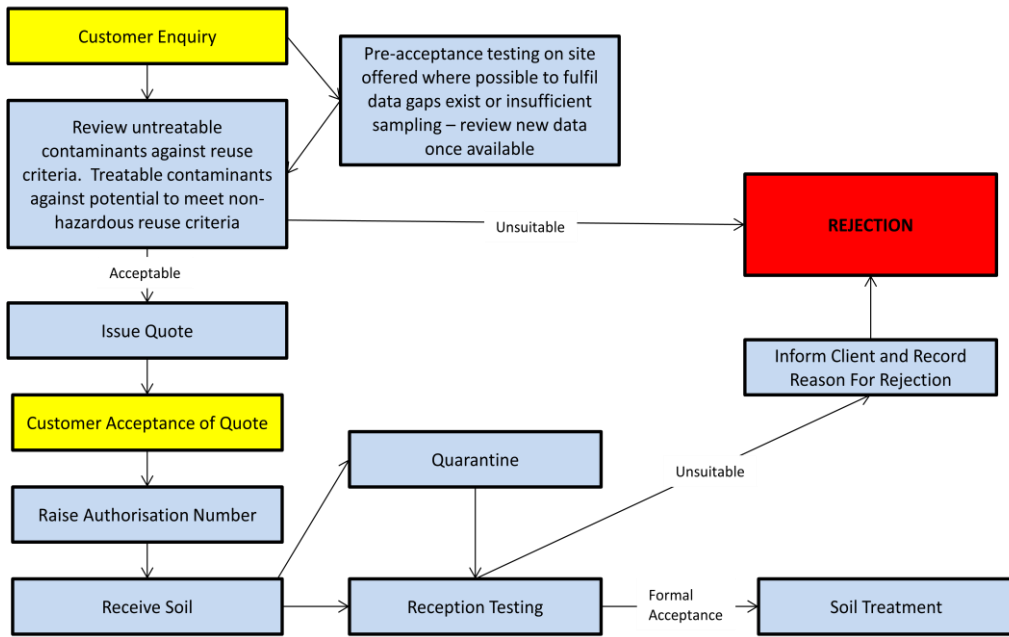 Customer Enquiry
Pre-acceptance testing on site
offered where possible to fulfil
data gaps exist or insufficient
sampling – review new data
once available
Review untreatable
contaminants against reuse
criteria. Treatable contaminants
against potential to meet non-
hazardous reuse criteria
Unsuitable
REJECTION
Acceptable
Issue Quote
Inform Client and Record
Reason For Rejection
Customer Acceptance of Quote
Quarantine
Unsuitable
Raise Authorisation Number
Receive Soil
Reception Testing
Formal
Acceptance
Soil Treatment